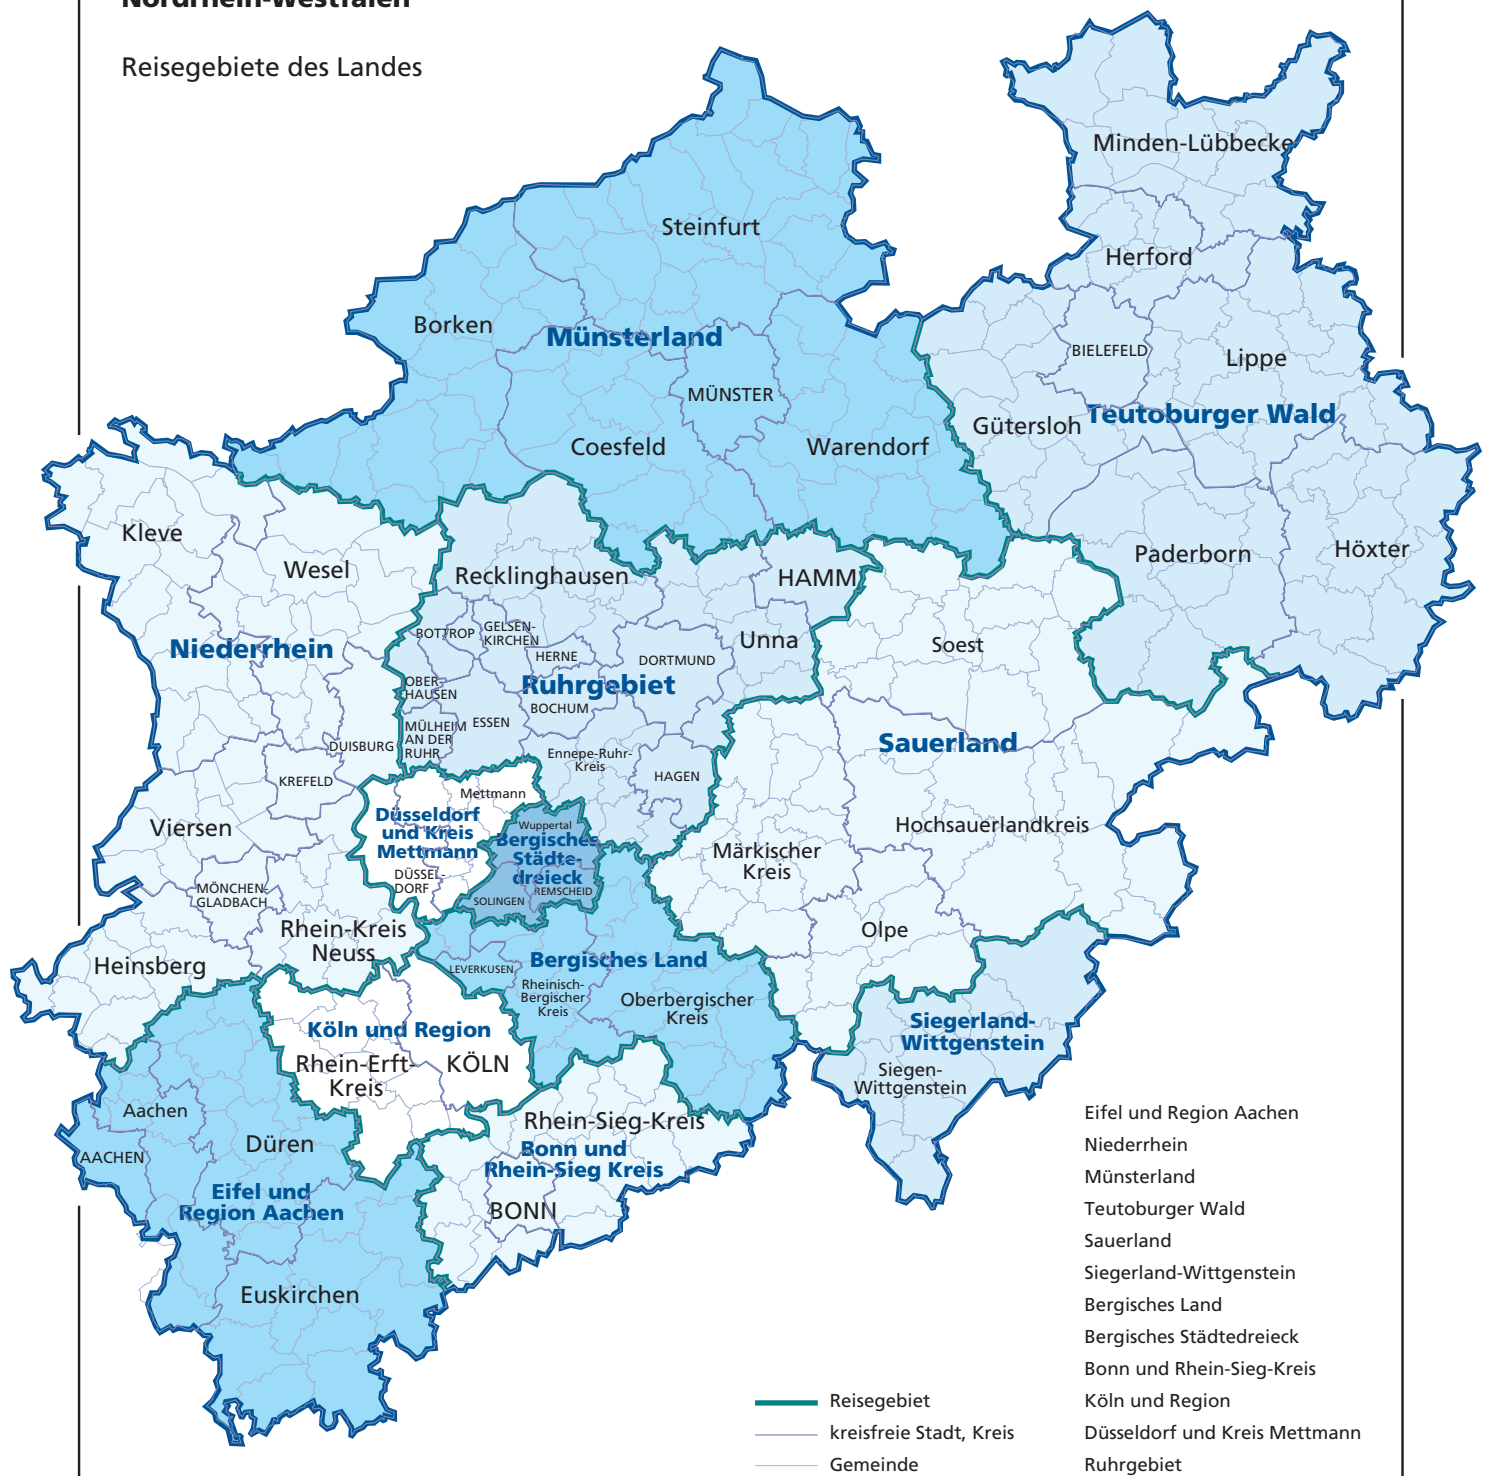 Nordrhein-Westfalen
Reisegebiete des Landes
Minden-Lübbecke
Steinfurt
Herford
Borken
Münsterland
BIELEFELD
Lippe
MÜNSTER
Teutoburger Wald
Gütersloh
Coesfeld
Warendorf
Kleve
Wesel
Recklinghausen
HAMM
Paderborn
Höxter
Niederrhein
BOTTROP
GELSEN-
KIRCHEN
HERNE
DORTMUND
Unna
Soest
OBER-
HAUSEN
Ruhrgebiet
BOCHUM
ESSEN
MÜLHEIM
AN DER
RUHR
DUISBURG
Sauerland
Ennepe-Ruhr-
Kreis
HAGEN
KREFELD
Mettmann
Düsseldorf
und Kreis
Mettmann
Viersen
Wuppertal
Bergisches
Städte-
dreieck
Hochsauerlandkreis
Märkischer
Kreis
DÜSSEL-
DORF
MÖNCHEN-
GLADBACH
SOLINGEN
REMSCHEID
Rhein-Kreis
Neuss
Olpe
Heinsberg
LEVERKUSEN
Bergisches Land
Rheinisch-
Bergischer
Kreis
Oberbergischer
Kreis
Köln und Region
Rhein-Erft-
Kreis
KÖLN
Siegerland-
Wittgenstein
Siegen-
Wittgenstein
Aachen
Düren
AACHEN
Rhein-Sieg-Kreis
Bonn und
Rhein-Sieg Kreis
BONN
Eifel und
Region Aachen
Euskirchen
Eifel und Region Aachen
Niederrhein
Münsterland
Teutoburger Wald
Sauerland
Siegerland-Wittgenstein
Bergisches Land
Bergisches Städtedreieck
Bonn und Rhein-Sieg-Kreis
Köln und Region
Düsseldorf und Kreis Mettmann
Ruhrgebiet
Reisegebiet
kreisfreie Stadt, Kreis
Gemeinde